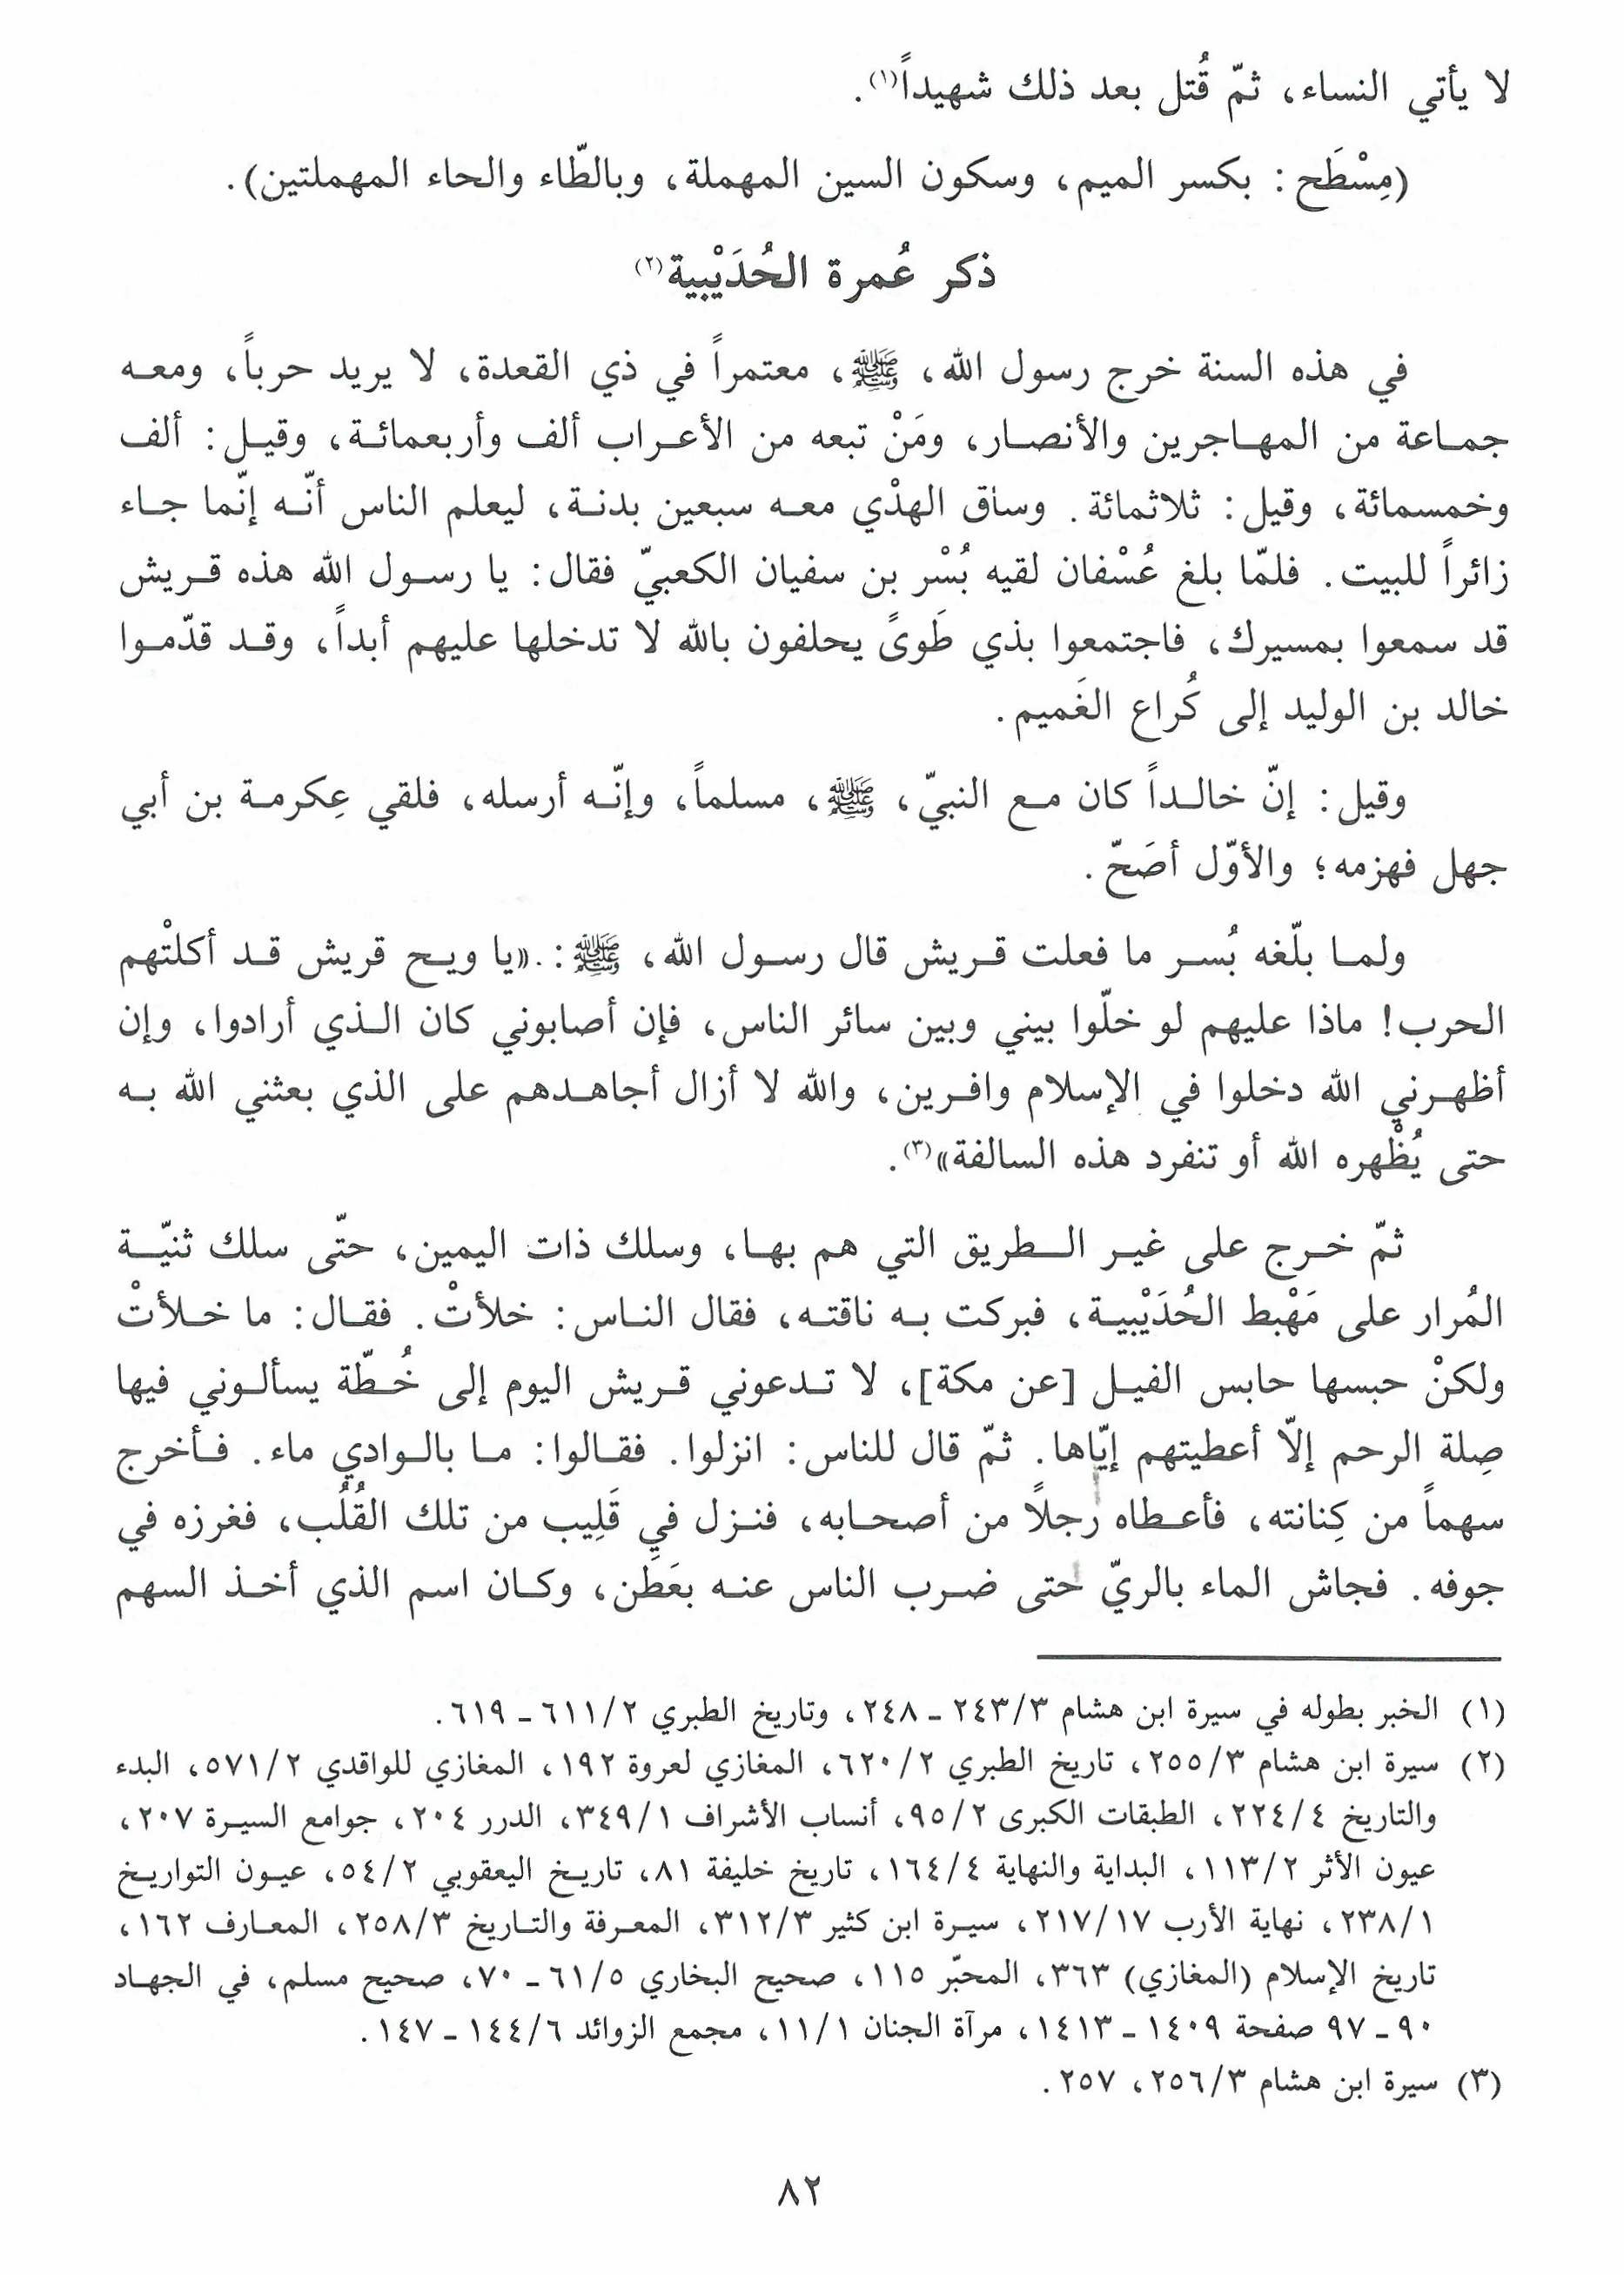 لا يأتي النساء، ثمّ قُتل بعد ذلك شهيداً(١).
(مِسْطَح: بكسر الميم، وسكون السين المهملة، وبالطّاء والحاء المهملتين).
ذكر عُمرة الحُدَيْبية(٢)
في هذه السنة خرج رسول الله، ﷺ، معتمراً في ذي القعدة، لا يريد حرباً، ومعه
جماعة من المهاجرين والأنصار، ومَنْ تبعه من الأعراب ألف وأربعمائة، وقيل: ألف
وخمسمائة، وقيل: ثلاثمائة. وساق الهدْي معه سبعين بدنة، ليعلم الناس أنّه إنّما جاء
زائراً للبيت. فلمّا بلغ عُسْفان لقيه بُسْر بن سفيان الكعبيّ فقال: يا رسول الله هذه قريش
قد سمعوا بمسيرك، فاجتمعوا بذي طَوىً يحلفون بالله لا تدخلها عليهم أبداً، وقد قدّموا
خالد بن الوليد إلى كُراع الغَميم.
وقيل: إنّ خالداً كان مع النبيّ، ﷺ، مسلماً، وإنّه أرسله، فلقي عِكرمة بن أبي
جهل فهزمه؛ والأوّل أصَحّ.
ولما بلّغه بُسر ما فعلت قريش قال رسول الله، ﷺ: .«يا ويح قريش قد أكلتْهم
الحرب! ماذا عليهم لو خلّوا بيني وبين سائر الناس، فإن أصابوني كان الذي أرادوا، وإن
أظهرني الله دخلوا في الإسلام وافرين، والله لا أزال أجاهدهم على الذي بعثني الله به
حتى يُظْهره الله أو تنفرد هذه السالفة»(٣).
ثمّ خرج على غير الطريق التي هم بها، وسلك ذات اليمين، حتّى سلك ثنيّة
المُرار على مَهْبط الحُدَيْبية، فبركت به ناقته، فقال الناس: خلأتْ. فقال: ما خلأتْ
ولكنْ حبسها حابس الفيل [عن مكة]، لا تدعوني قريش اليوم إلى خُطّة يسألوني فيها
صِلة الرحم إلاّ أعطيتهم إيّاها. ثمّ قال للناس: انزلوا. فقالوا: ما بالوادي ماء. فأخرج
سهماً من كِنانته، فأعطاه رجلاً من أصحابه، فنزل في قَلِيب من تلك القُلُب، فغرزه في
جوفه. فجاش الماء بالريّ حتى ضرب الناس عنه بعَطَن، وكان اسم الذي أخذ السهم
(١) الخبر بطوله في سيرة ابن هشام ٢٤٣/٣ - ٢٤٨، وتاريخ الطبري ٦١١/٢ - ٦١٩.
(٢) سيرة ابن هشام ٢٥٥/٣، تاريخ الطبري ٦٢٠/٢، المغازي لعروة ١٩٢، المغازي للواقدي ٥٧١/٢، البدء
والتاريخ ٢٢٤/٤، الطبقات الكبرى ٩٥/٢، أنساب الأشراف ٣٤٩/١، الدرر ٢٠٤، جوامع السيرة ٢٠٧،
عيون الأثر ١١٣/٢، البداية والنهاية ١٦٤/٤، تاريخ خليفة ٨١، تاريخ اليعقوبي ٥٤/٢، عيون التواريخ
٢٣٨/١، نهاية الأرب ٢١٧/١٧، سيرة ابن كثير ٣١٢/٣، المعرفة والتاريخ ٢٥٨/٣، المعارف ١٦٢،
تاريخ الإسلام (المغازي) ٣٦٣، المحبّر ١١٥، صحيح البخاري ٦١/٥ - ٧٠، صحيح مسلم، في الجهاد
٩٠ - ٩٧ صفحة ١٤٠٩ - ١٤١٣، مرآة الجنان ١١/١، مجمع الزوائد ١٤٤/٦ - ١٤٧.
(٣) سيرة ابن هشام ٢٥٦/٣، ٢٥٧.
٨٢